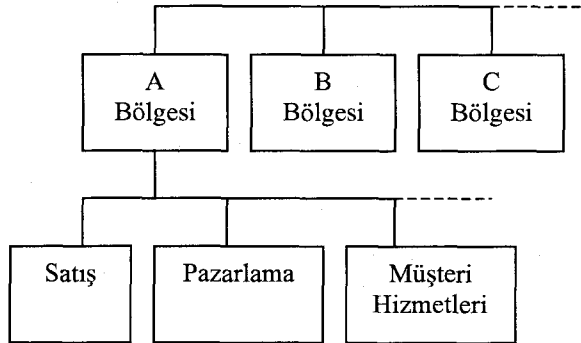 A
Bölgesi
B
Bölgesi
C
Bölgesi
Satış
Pazarlama
Müşteri
Hizmetleri